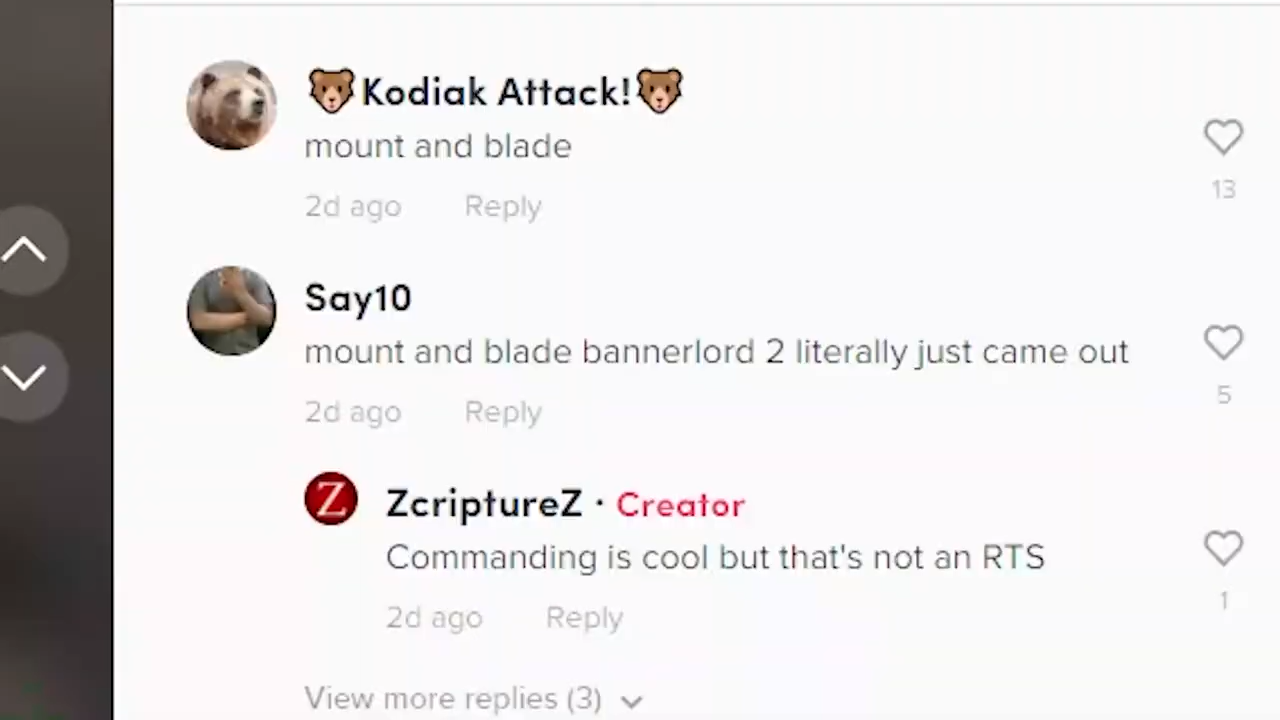 🐻Kodiak Attack!🐻
mount and blade
13
2d ago Reply
Say10
mount and blade bannerlord 2 literally just came out
5
2d ago Reply
Z
ZcriptureZ · Creator
Commanding is cool but that's not an RTS
1
2d ago Reply
View more replies (3)